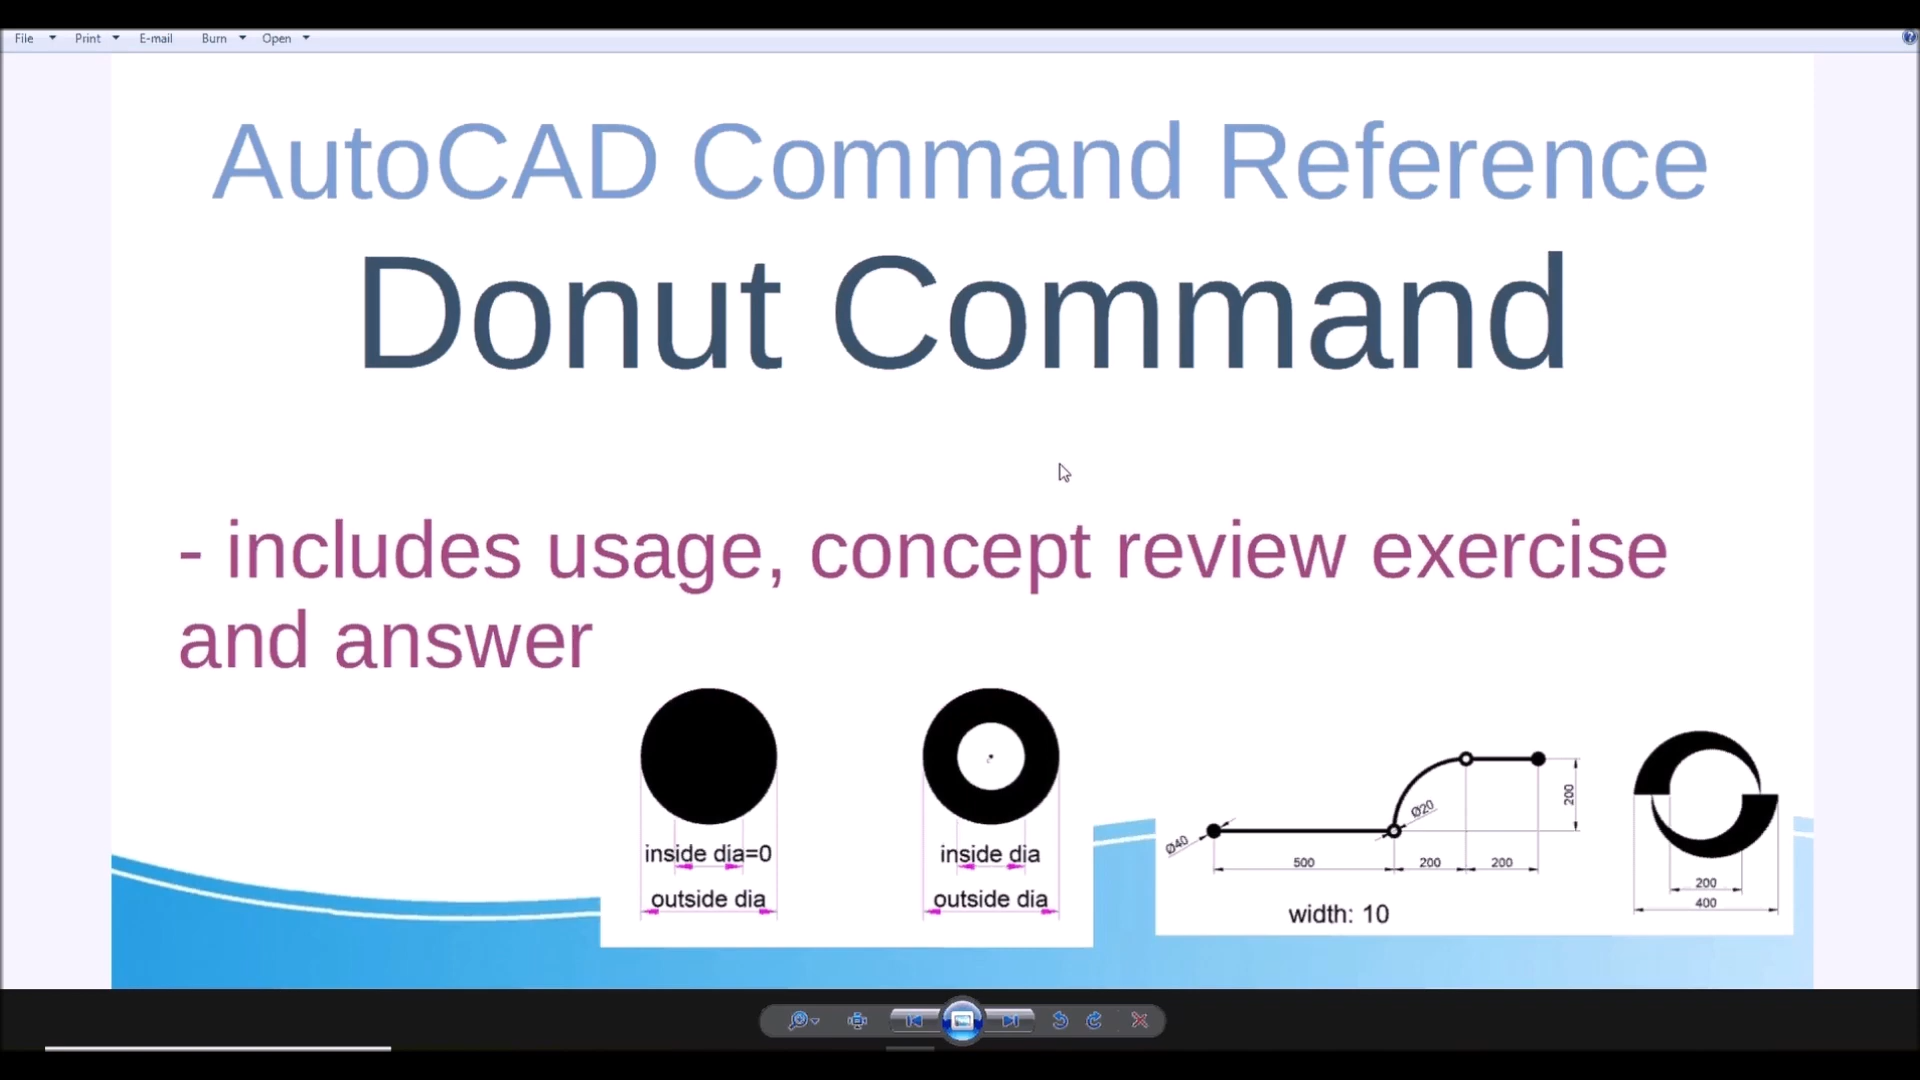 File Print E-mail Burn Open
AutoCAD Command Reference
Donut Command
- includes usage, concept review exercise
and answer
inside dia=0
outside dia
inside dia
outside dia
Ø40
Ø20
200
500 200 200
width: 10
200
400